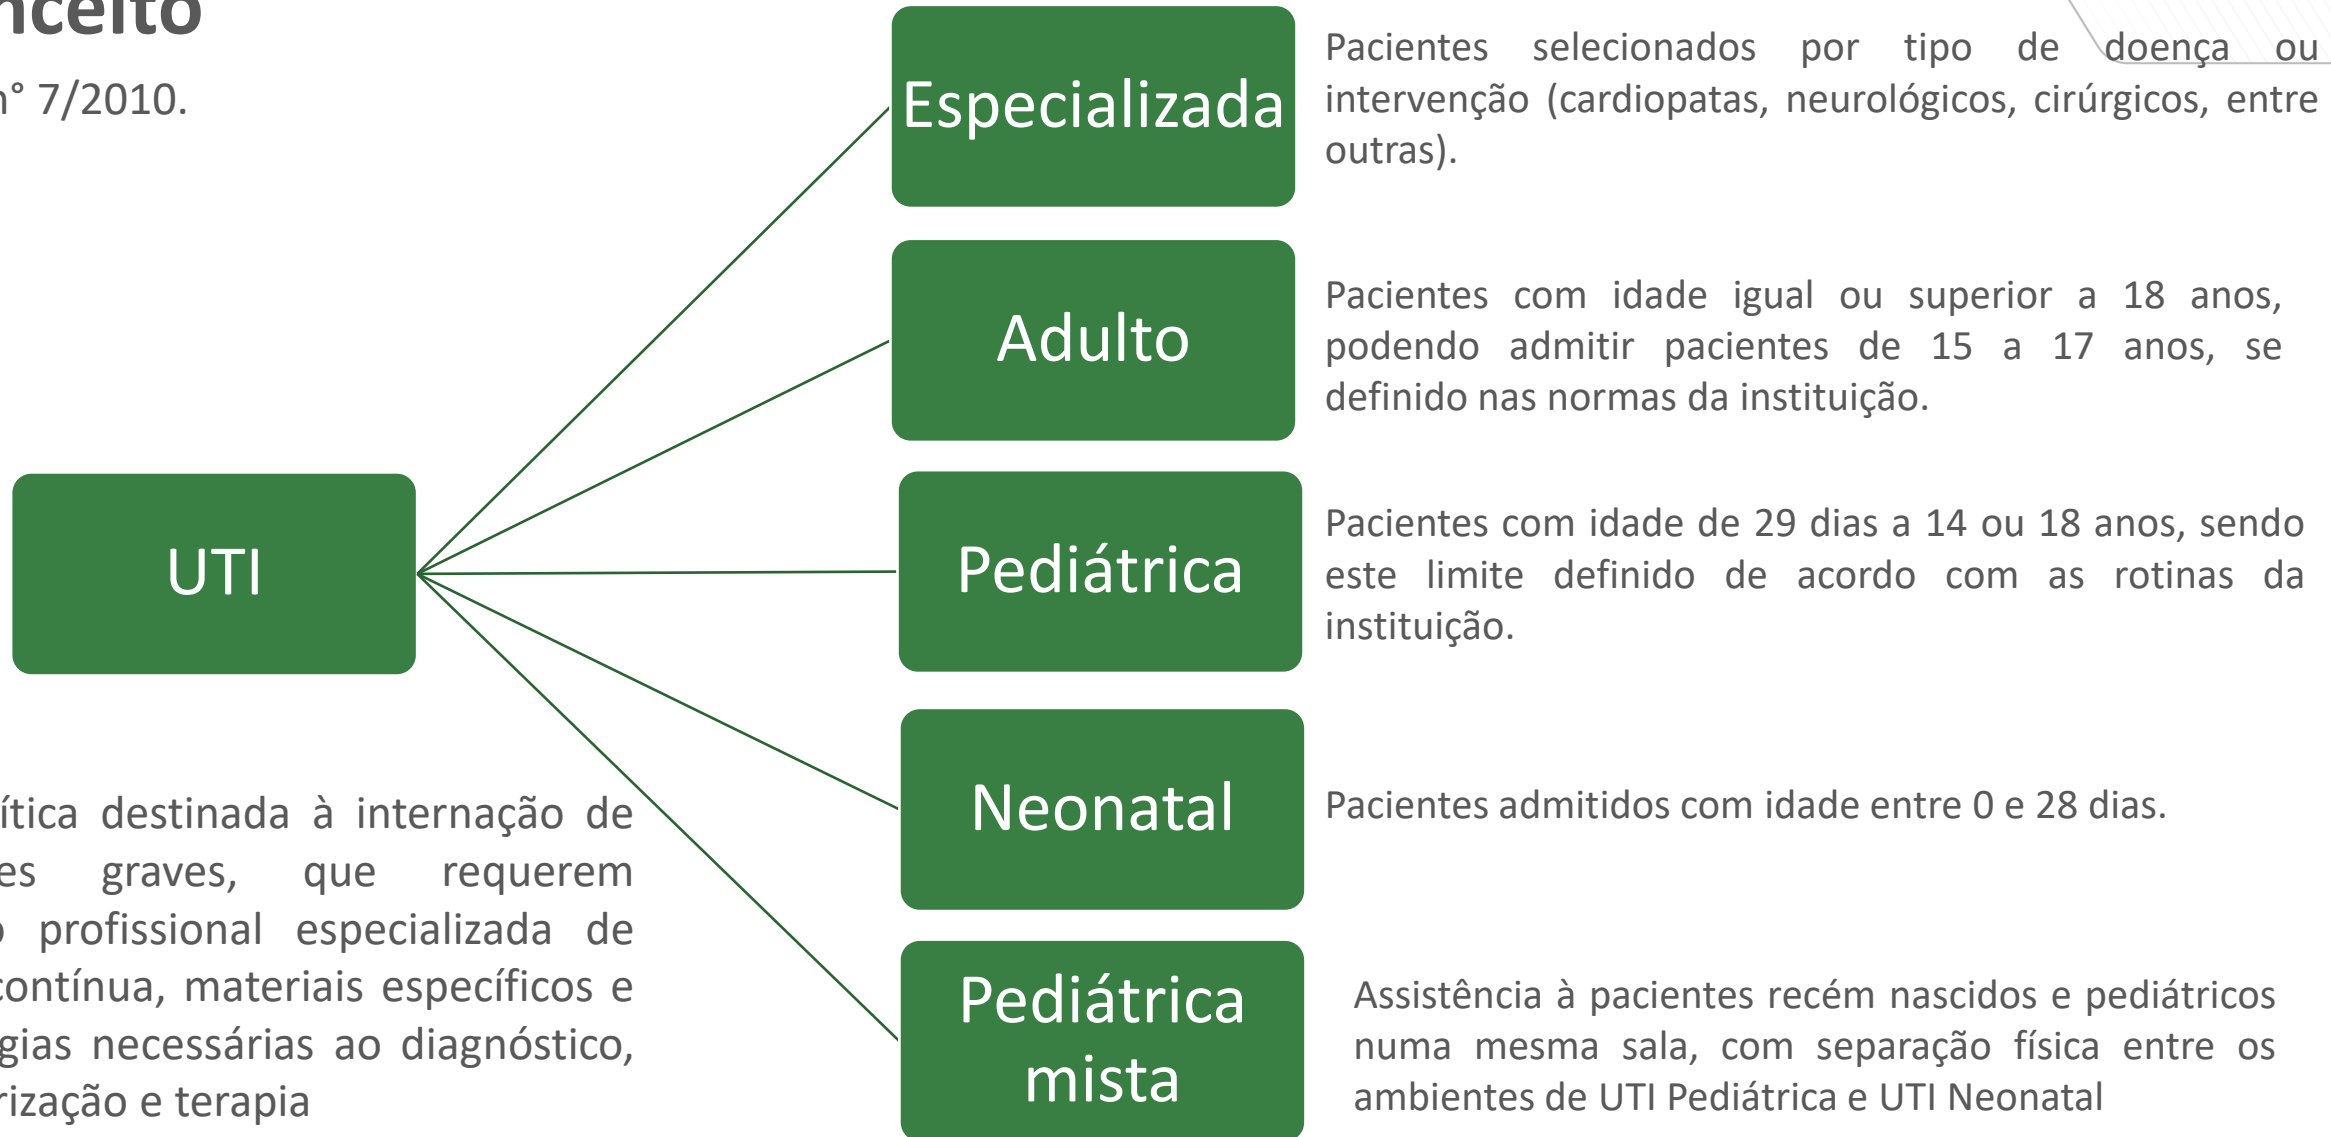 nceito
n° 7/2010.
Especializada
Pacientes selecionados por tipo de doença ou
intervenção (cardiopatas, neurológicos, cirúrgicos, entre
outras).
Adulto
Pacientes com idade igual ou superior a 18 anos,
podendo admitir pacientes de 15 a 17 anos, se
definido nas normas da instituição.
UTI
Pediátrica
Pacientes com idade de 29 dias a 14 ou 18 anos, sendo
este limite definido de acordo com as rotinas da
instituição.
Neonatal
Pacientes admitidos com idade entre 0 e 28 dias.
ítica destinada à internação de
es graves, que requerem
o profissional especializada de
contínua, materiais específicos e
gias necessárias ao diagnóstico,
rização e terapia
Pediátrica
mista
Assistência à pacientes recém nascidos e pediátricos
numa mesma sala, com separação física entre os
ambientes de UTI Pediátrica e UTI Neonatal